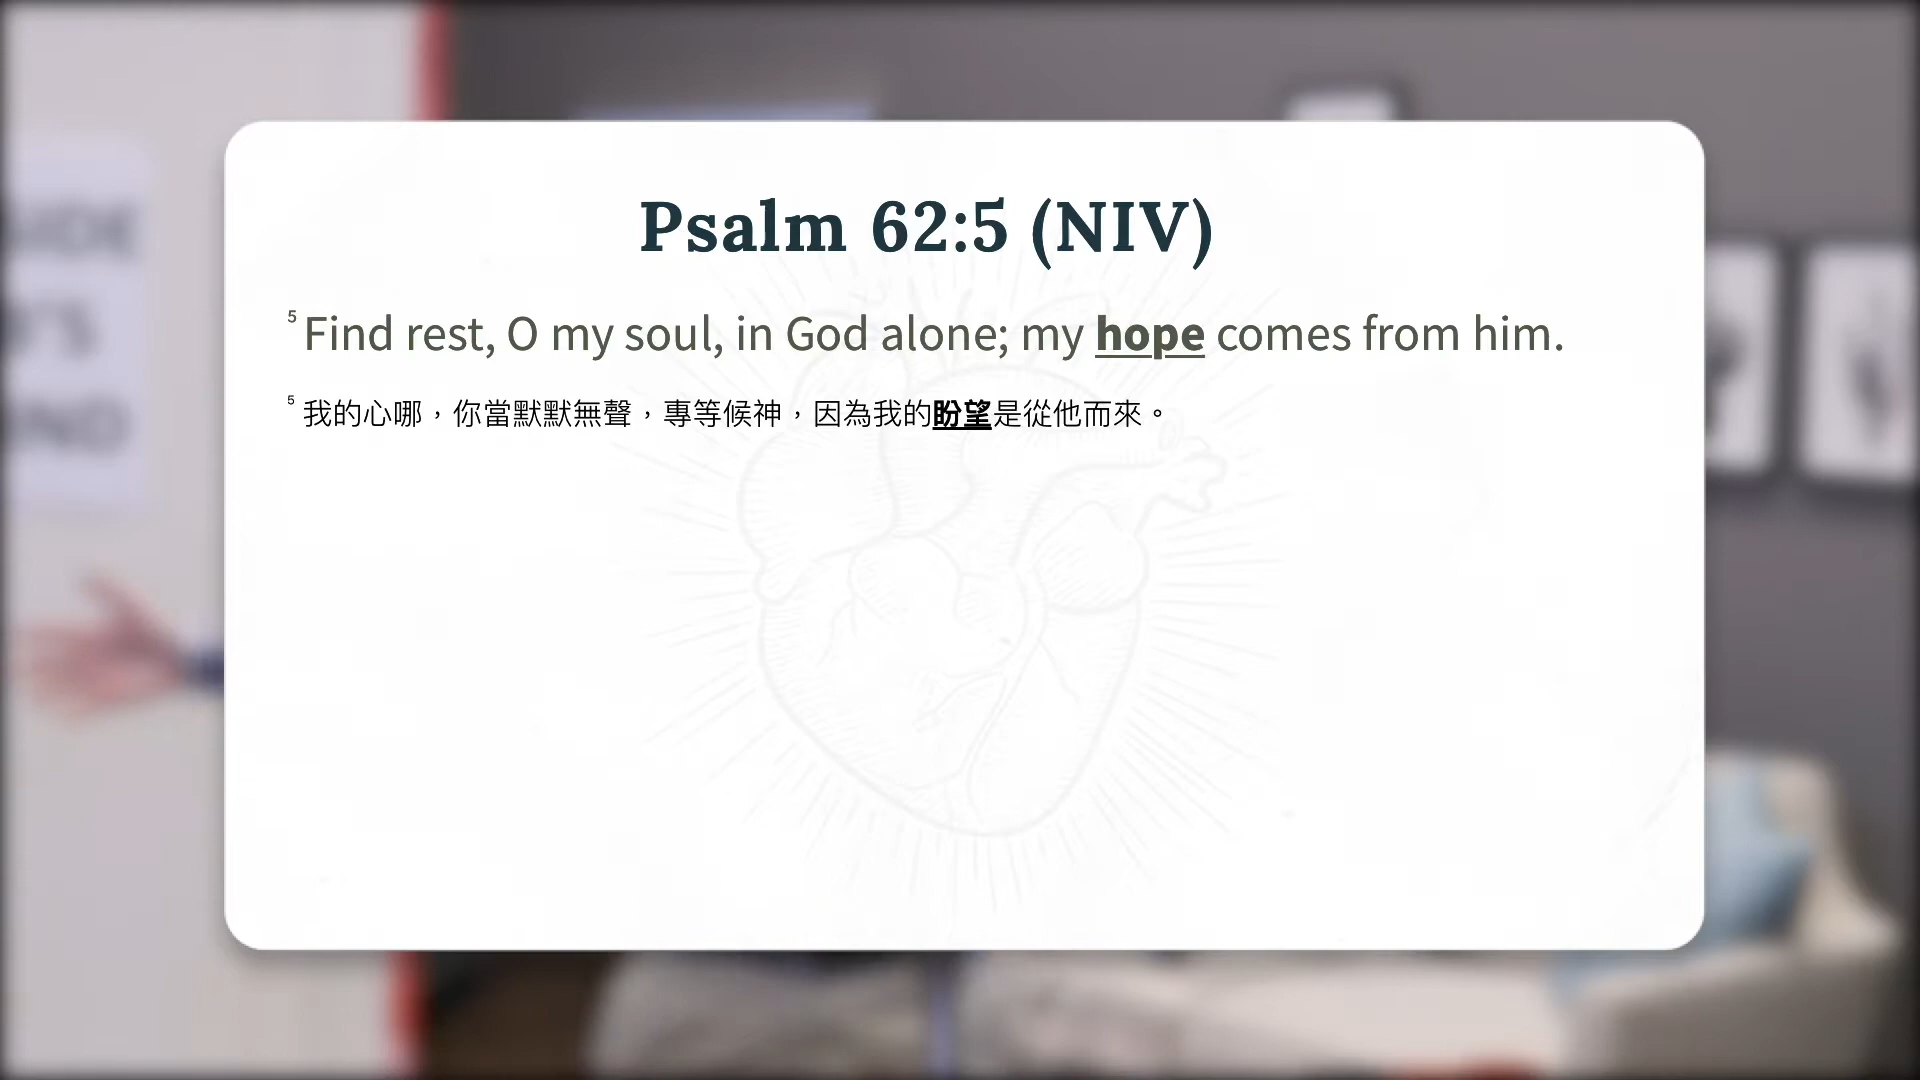 Psalm 62:5 (NIV)
5 Find rest, O my soul, in God alone; my hope comes from him.
5 我的心哪，你當默默無聲，專等候神，因為我的盼望是從他而來。